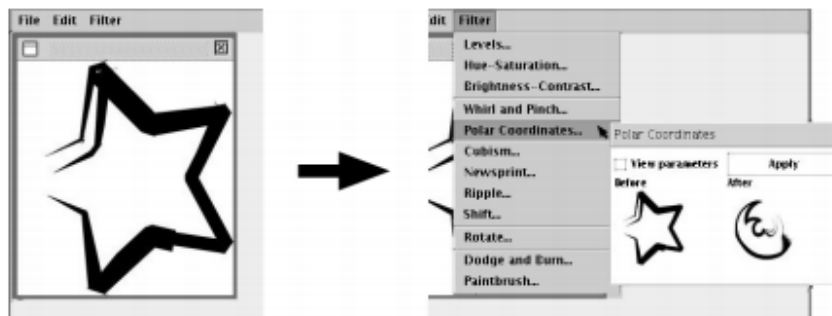 File Edit Filter
dit Filter
Levels...
Hue-Saturation...
Brightness-Contrast...
Whirl and Pinch...
Polar Coordinates...
Cubism...
Newsprint...
Ripple...
Shift...
Rotate...
Dodge and Burn...
Paintbrush...
Polar Coordinates
View parameters Apply
Before After